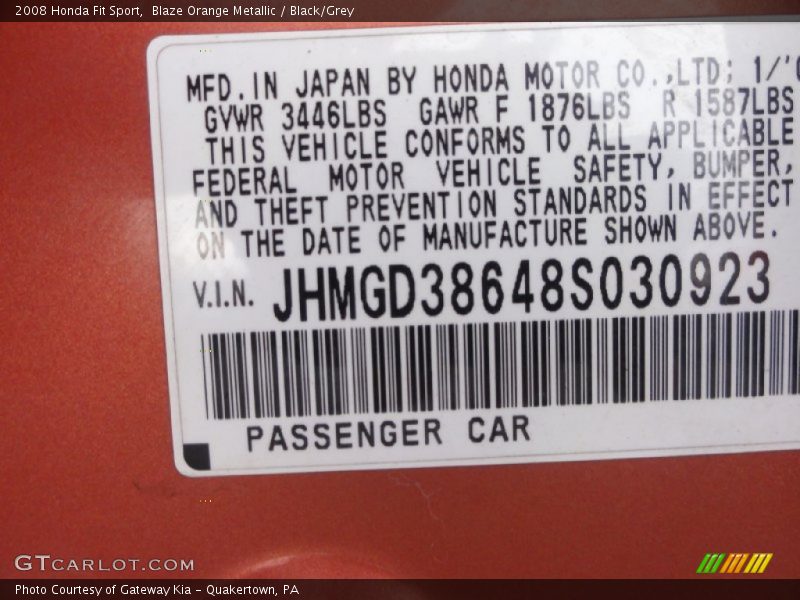 2008 Honda Fit Sport,  Blaze Orange Metallic / Black/Grey
MFD.IN JAPAN BY HONDA MOTOR CO.,LTD; 1/'0
GVWR 3446LBS  GAWR F 1876LBS  R 1587LBS
THIS VEHICLE CONFORMS TO ALL APPLICABLE
FEDERAL MOTOR VEHICLE SAFETY, BUMPER,
AND THEFT PREVENTION STANDARDS IN EFFECT
ON THE DATE OF MANUFACTURE SHOWN ABOVE.
V.I.N. JHMGD38648S030923
PASSENGER CAR
GTCARLOT.COM
Photo Courtesy of Gateway Kia - Quakertown, PA